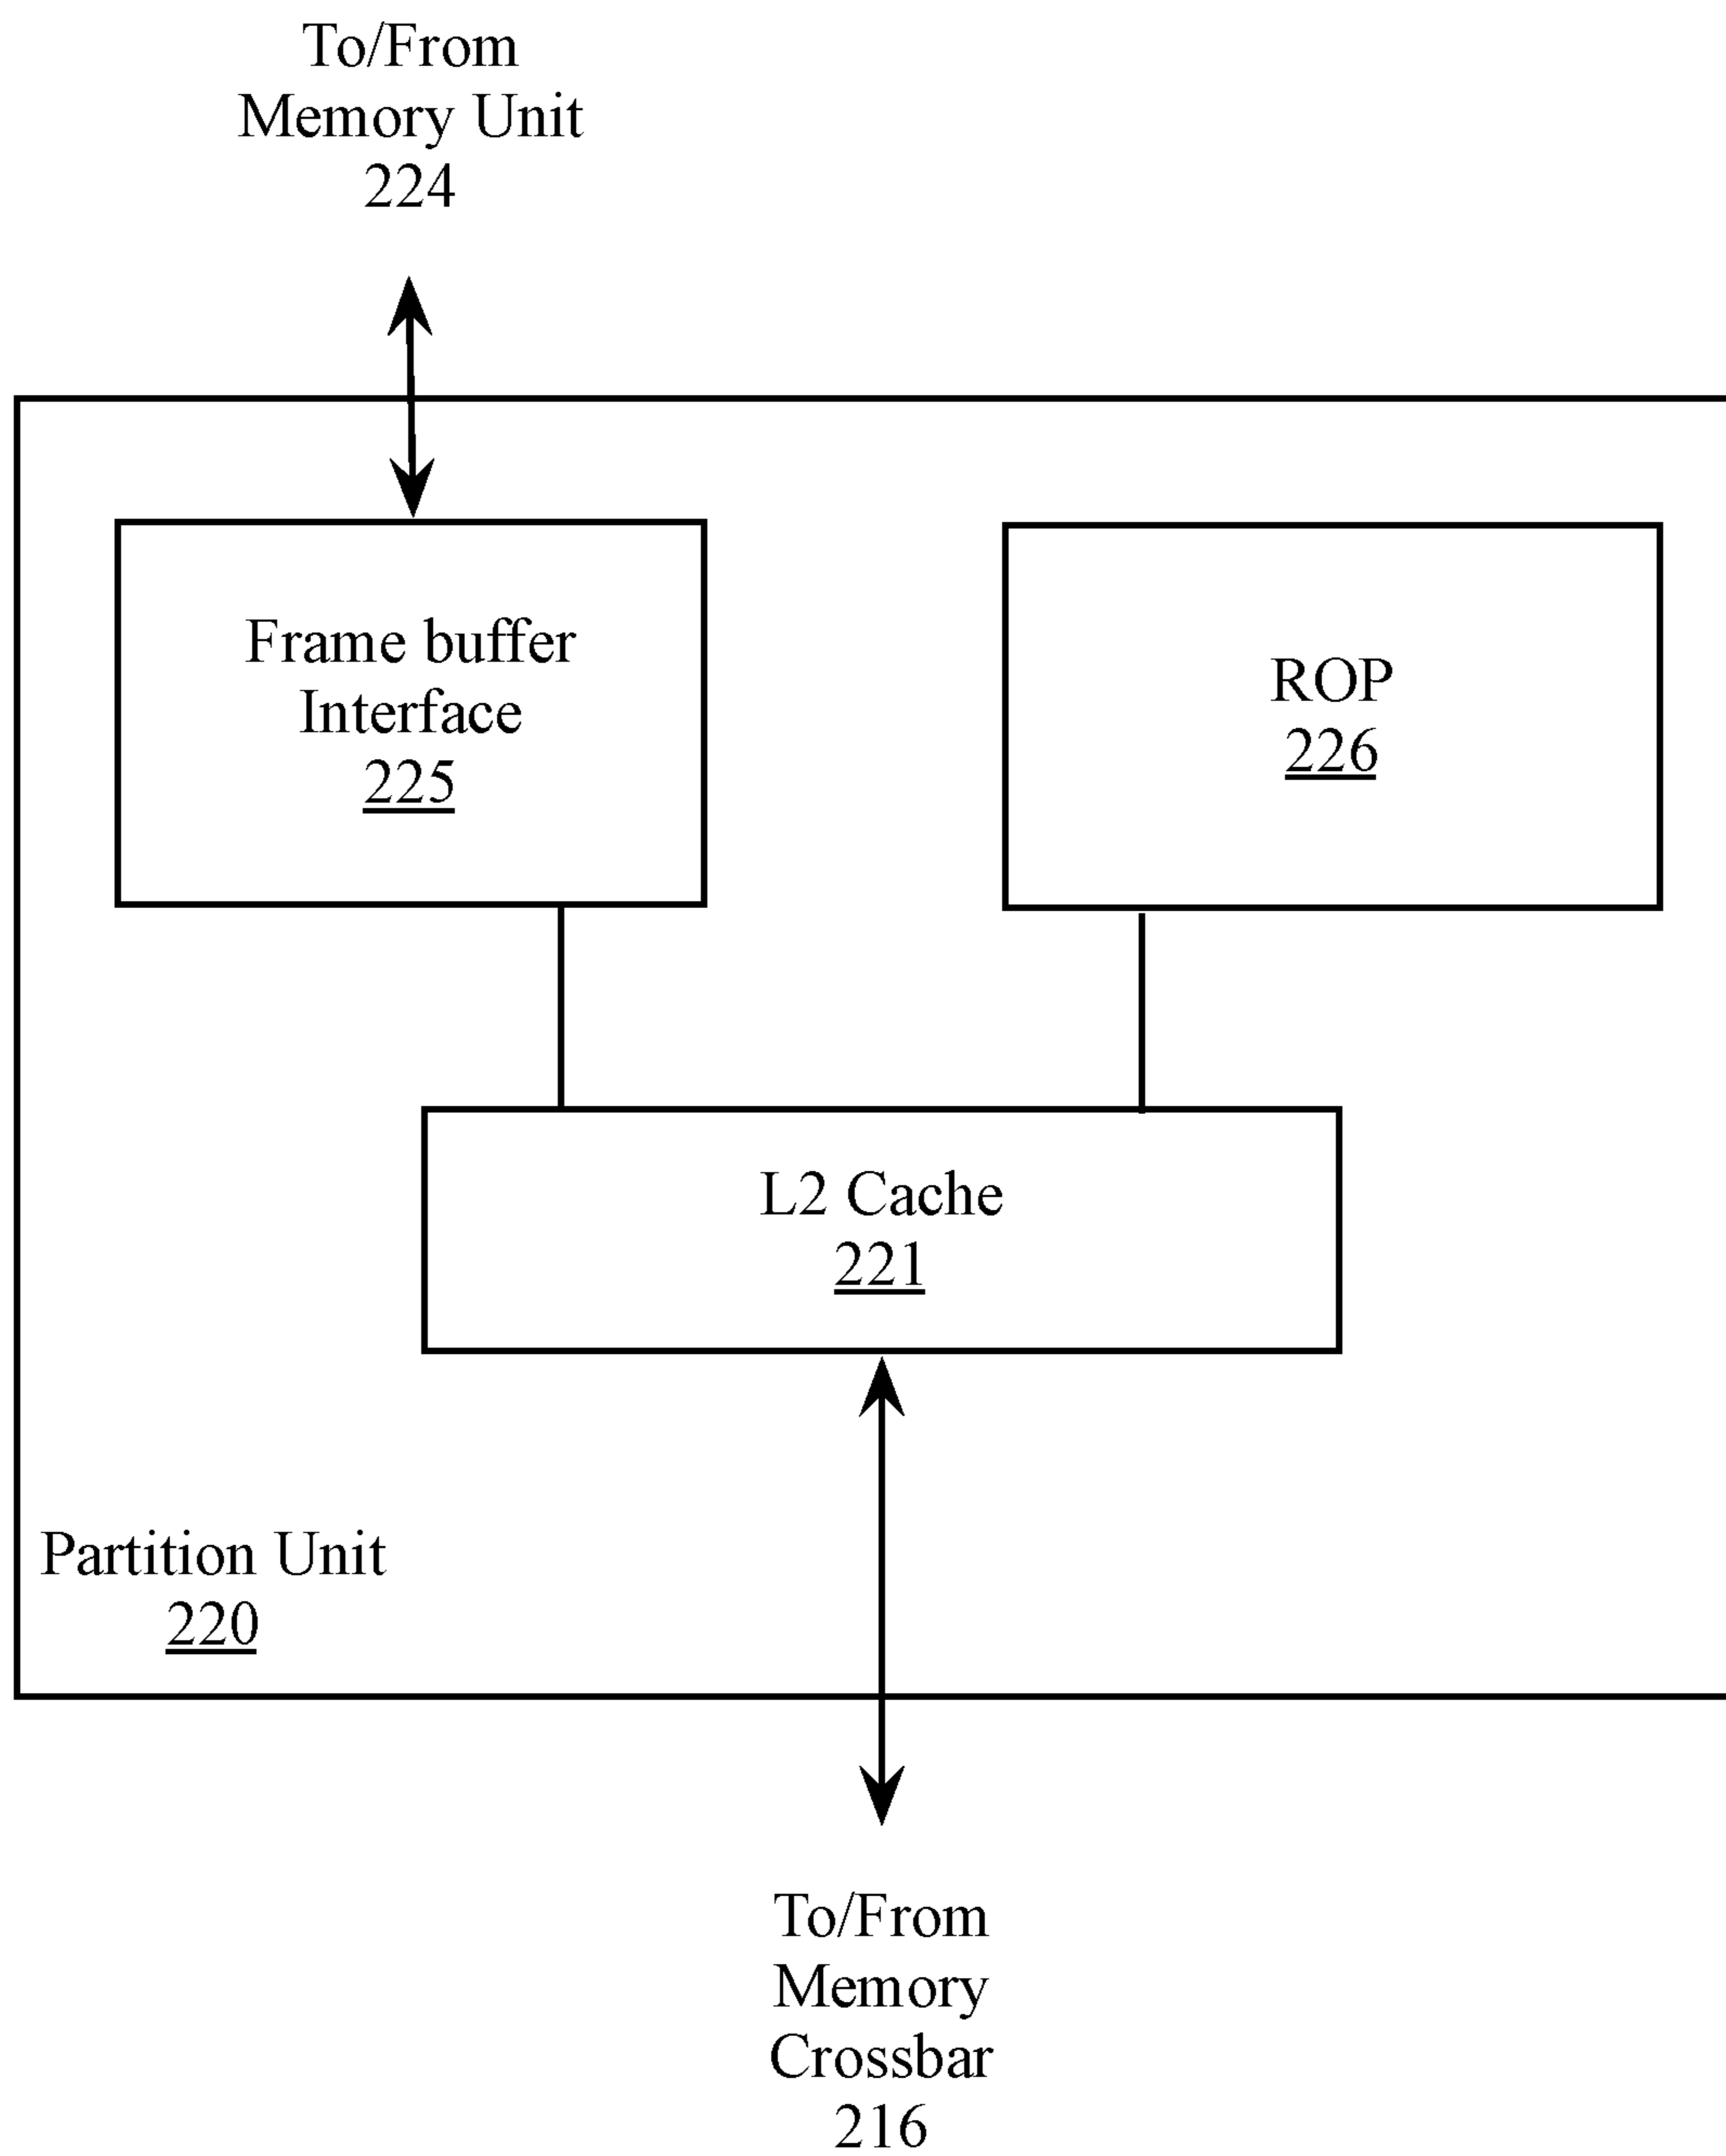 To/From
Memory Unit
224
Frame buffer
Interface
225
ROP
226
L2 Cache
221
Partition Unit
220
To/From
Memory
Crossbar
216